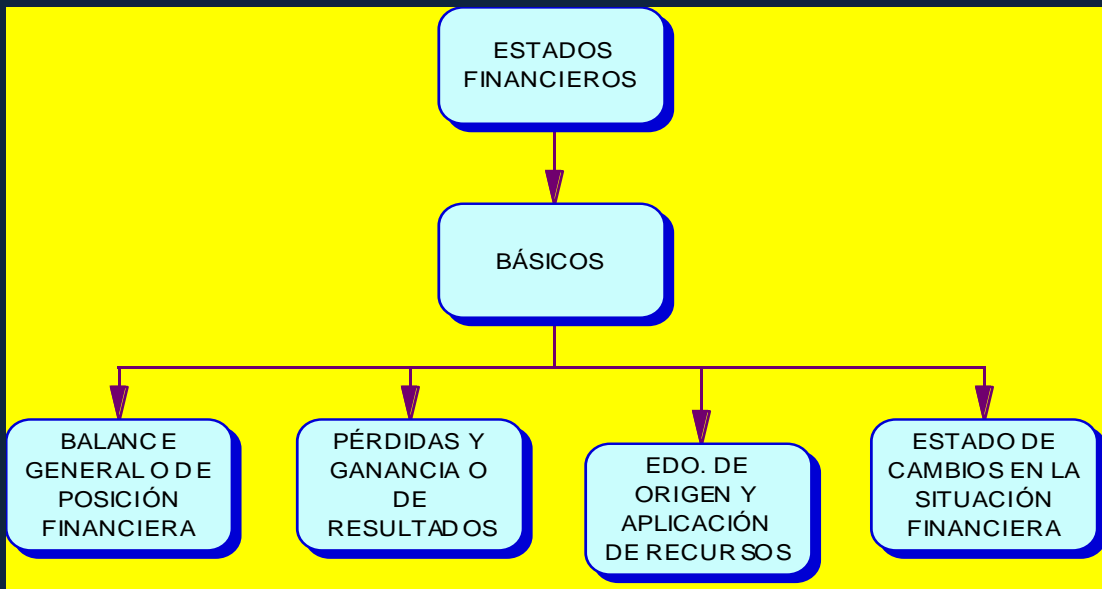 ESTADOS
FINANCIEROS
BÁSICOS
BALANCE
GENERAL O DE
POSICIÓN
FINANCIERA
PÉRDIDAS Y
GANANCIA O
DE
RESULTADOS
EDO. DE
ORIGEN Y
APLICACIÓN
DE RECURSOS
ESTADO DE
CAMBIOS EN LA
SITUACIÓN
FINANCIERA